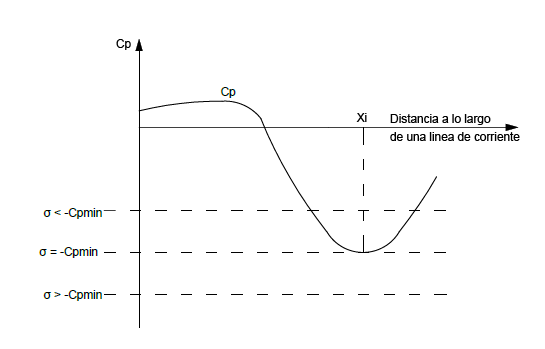 Cp
Cp
Xi
Distancia a lo largo
de una linea de corriente
σ < -Cpmin
σ = -Cpmin
σ > -Cpmin